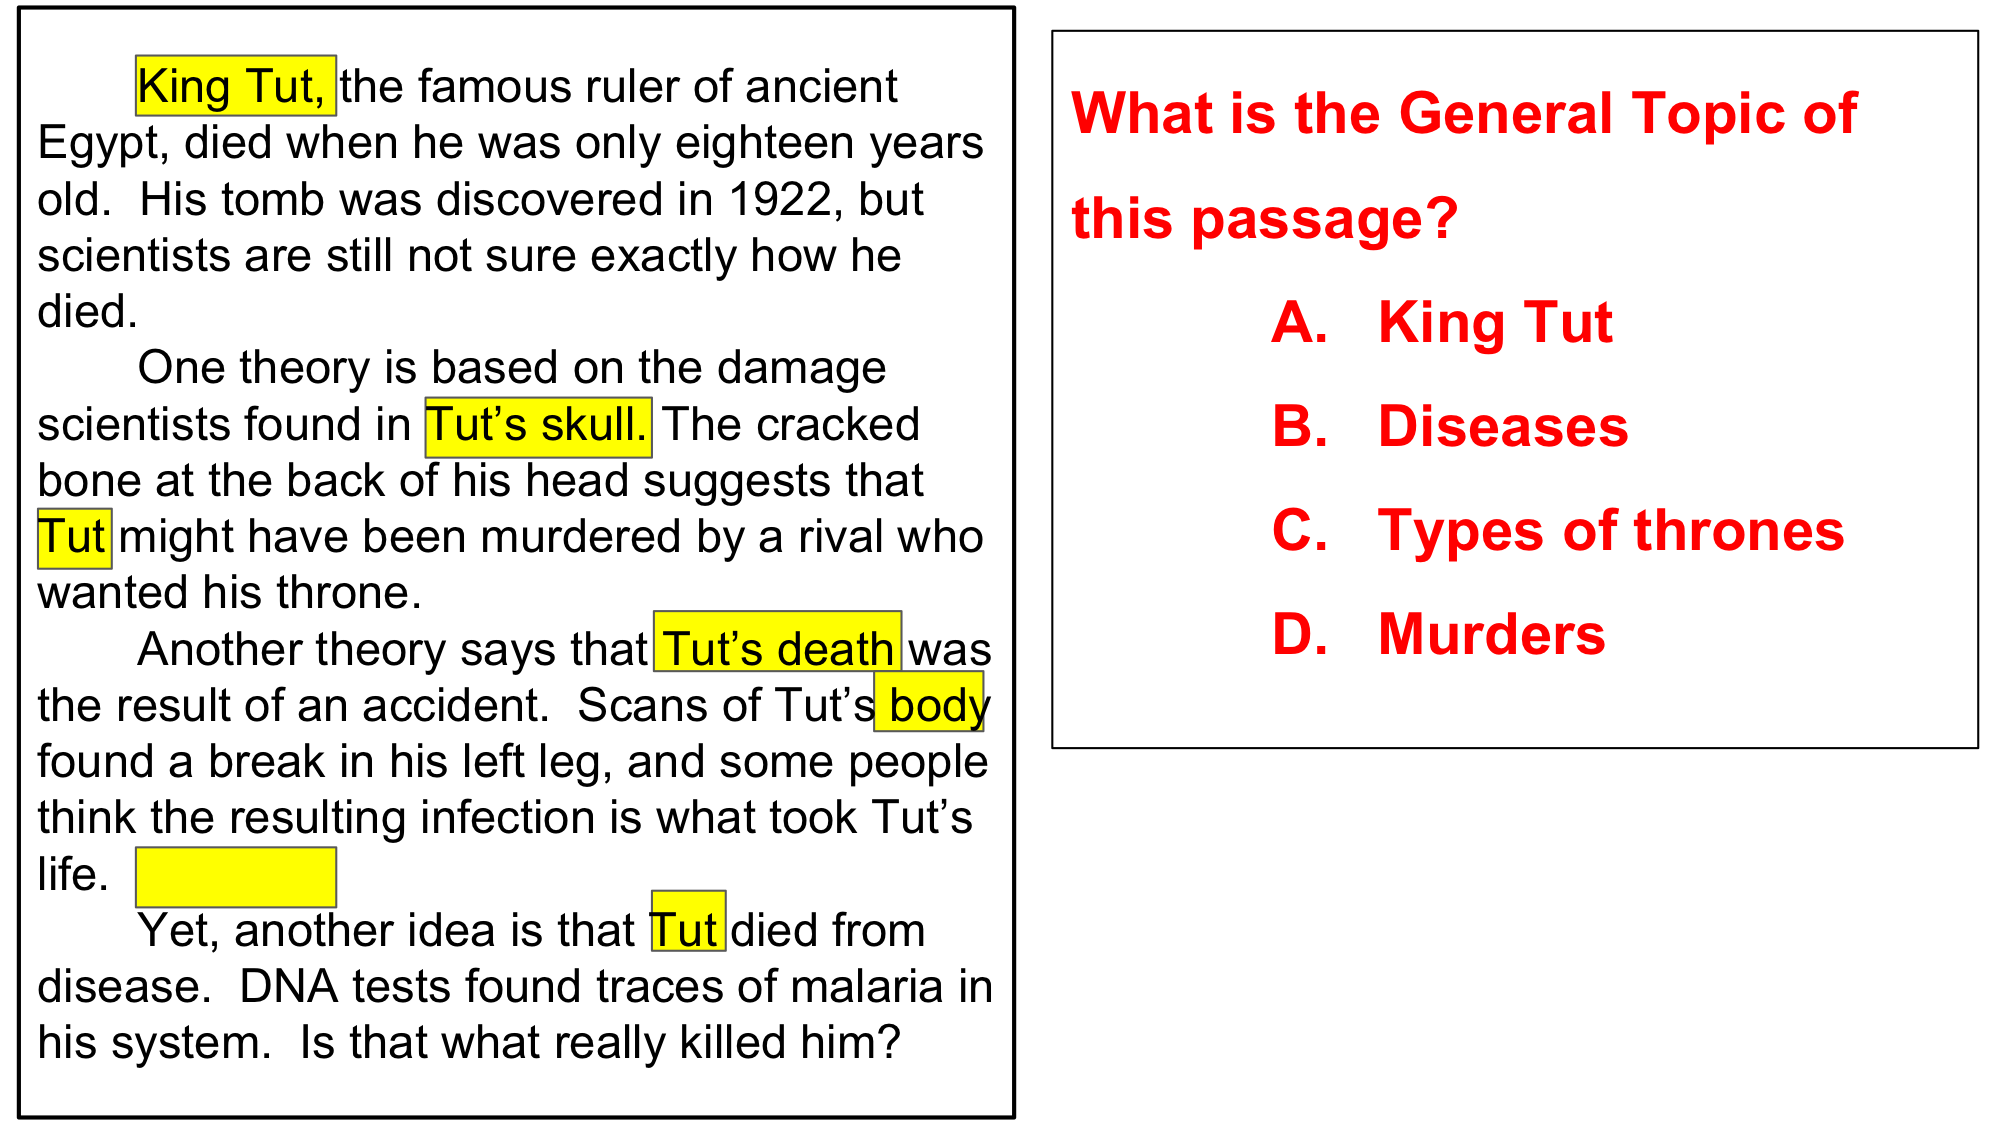 King Tut, the famous ruler of ancient
Egypt, died when he was only eighteen years
old.  His tomb was discovered in 1922, but
scientists are still not sure exactly how he
died.
One theory is based on the damage
scientists found in Tut’s skull. The cracked
bone at the back of his head suggests that
Tut might have been murdered by a rival who
wanted his throne.
Another theory says that Tut’s death was
the result of an accident.  Scans of Tut’s body
found a break in his left leg, and some people
think the resulting infection is what took Tut’s
life.
Yet, another idea is that Tut died from
disease.  DNA tests found traces of malaria in
his system.  Is that what really killed him?
What is the General Topic of
this passage?
A. King Tut
B. Diseases
C. Types of thrones
D. Murders